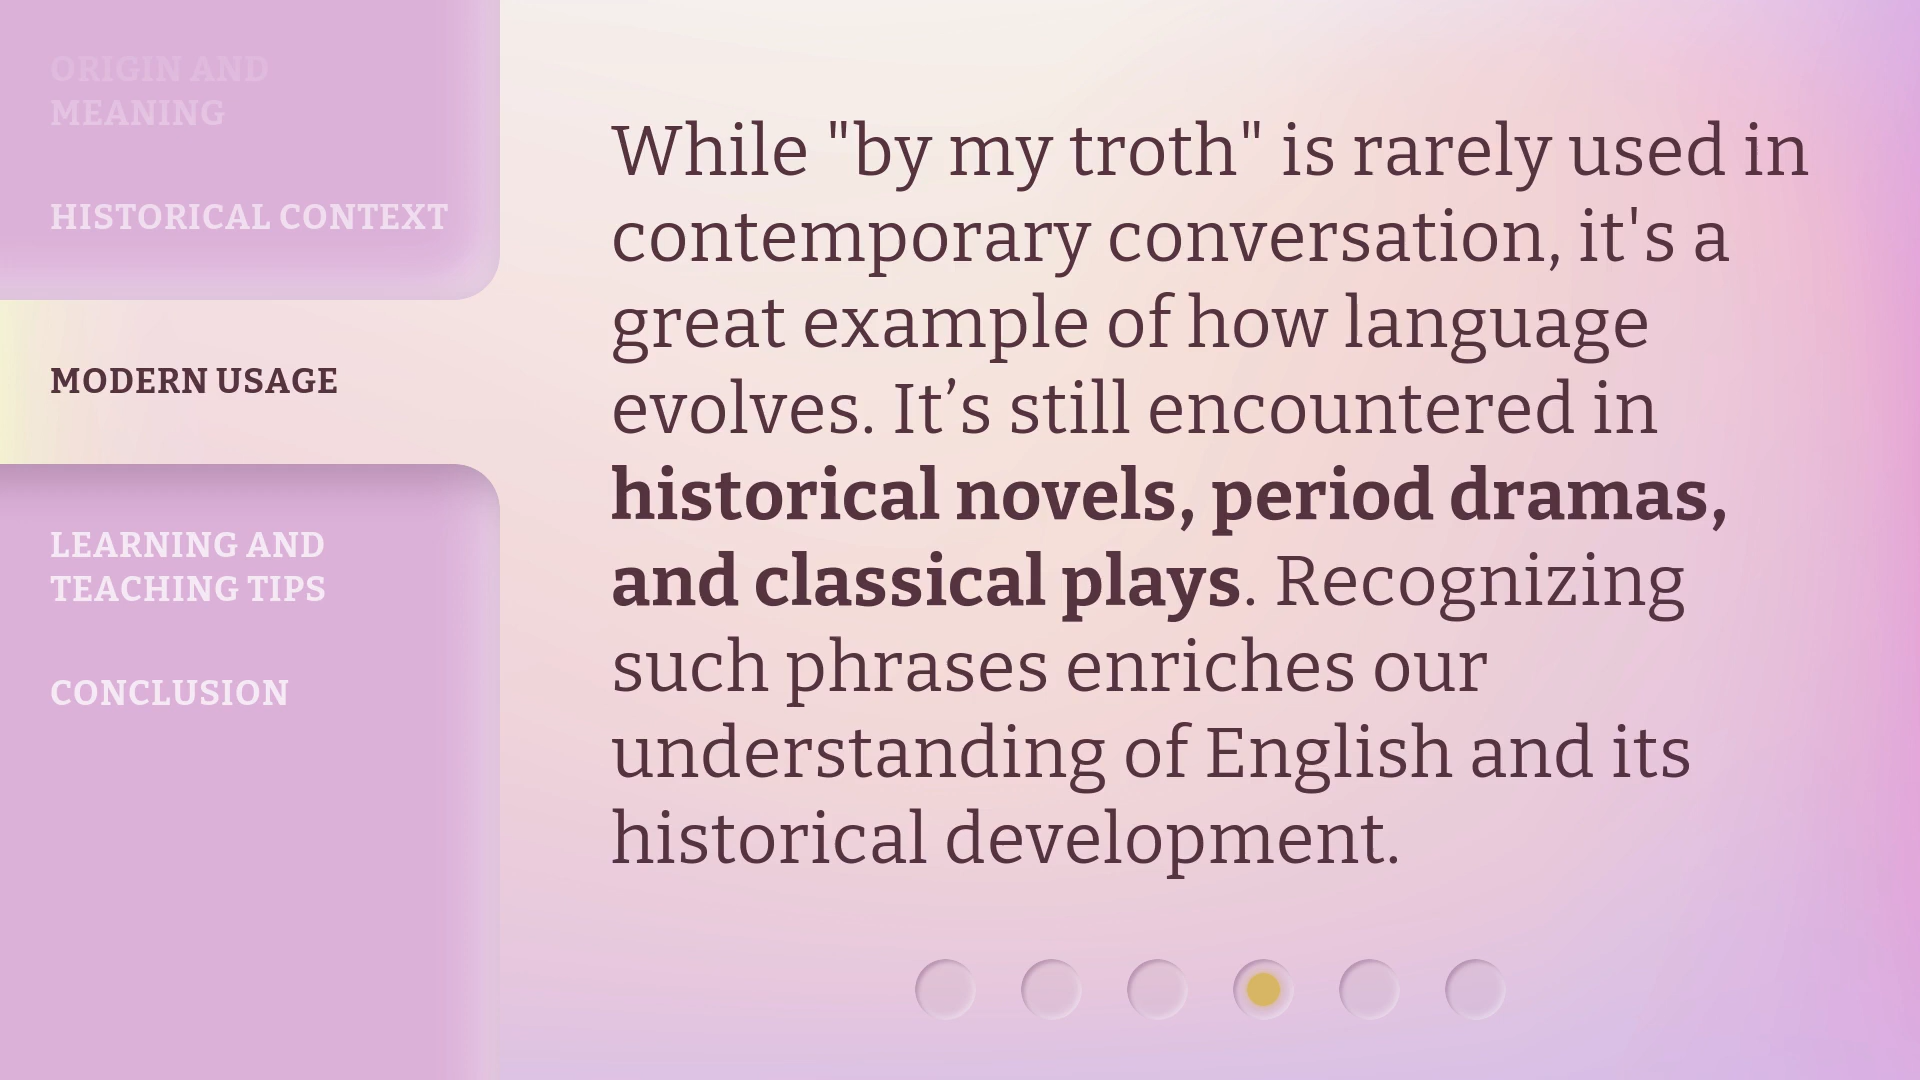 ORIGIN AND
MEANING
HISTORICAL CONTEXT
MODERN USAGE
LEARNING AND
TEACHING TIPS
CONCLUSION
While "by my troth" is rarely used in
contemporary conversation, it's a
great example of how language
evolves. It’s still encountered in
historical novels, period dramas,
and classical plays. Recognizing
such phrases enriches our
understanding of English and its
historical development.